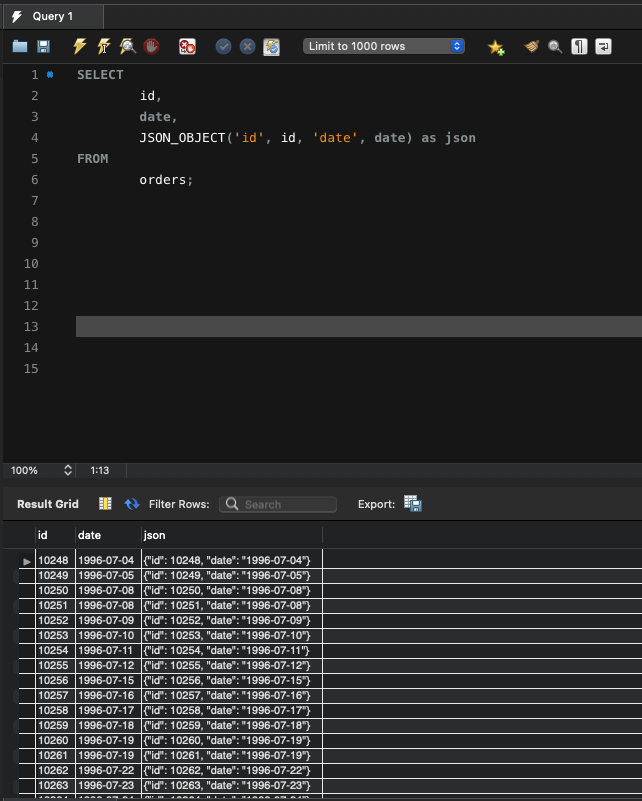 Query 1
Limit to 1000 rows
1 SELECT
2 id,
3 date,
4 JSON_OBJECT('id', id, 'date', date) as json
5 FROM
6 orders;
7
8
9
10
11
12
13
14
15
100% 1:13
Result Grid Filter Rows: Search Export:
id date json
10248 1996-07-04 {"id": 10248, "date": "1996-07-04"}
10249 1996-07-05 {"id": 10249, "date": "1996-07-05"}
10250 1996-07-08 {"id": 10250, "date": "1996-07-08"}
10251 1996-07-08 {"id": 10251, "date": "1996-07-08"}
10252 1996-07-09 {"id": 10252, "date": "1996-07-09"}
10253 1996-07-10 {"id": 10253, "date": "1996-07-10"}
10254 1996-07-11 {"id": 10254, "date": "1996-07-11"}
10255 1996-07-12 {"id": 10255, "date": "1996-07-12"}
10256 1996-07-15 {"id": 10256, "date": "1996-07-15"}
10257 1996-07-16 {"id": 10257, "date": "1996-07-16"}
10258 1996-07-17 {"id": 10258, "date": "1996-07-17"}
10259 1996-07-18 {"id": 10259, "date": "1996-07-18"}
10260 1996-07-19 {"id": 10260, "date": "1996-07-19"}
10261 1996-07-19 {"id": 10261, "date": "1996-07-19"}
10262 1996-07-22 {"id": 10262, "date": "1996-07-22"}
10263 1996-07-23 {"id": 10263, "date": "1996-07-23"}